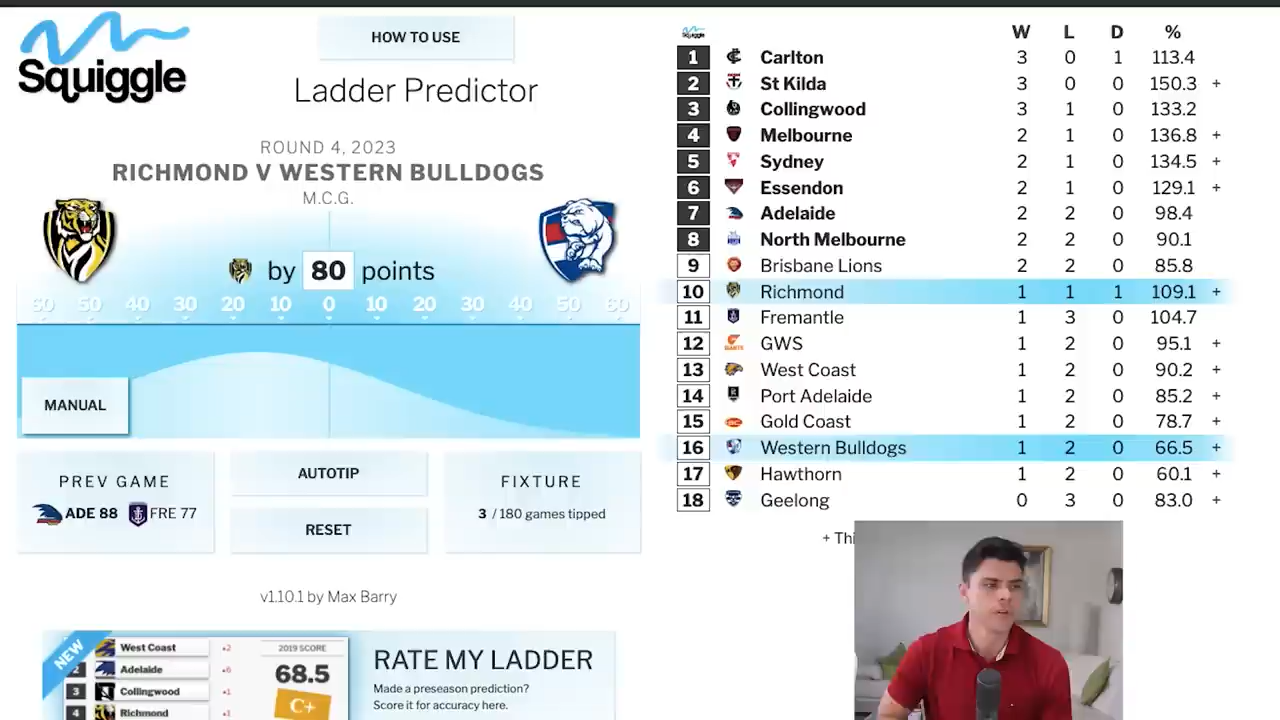 Squiggle
HOW TO USE
Ladder Predictor
ROUND 4, 2023
RICHMOND V WESTERN BULLDOGS
M.C.G.
by 80 points
60 50 40 30 20 10 0 10 20 30 40 50 60
MANUAL
PREV GAME
ADE 88 FRE 77
AUTOTIP
RESET
FIXTURE
3 / 180 games tipped
v1.10.1 by Max Barry
NEW
West Coast +2
2 Adelaide +6
3 Collingwood +1
4 Richmond +1
2019 SCORE
68.5
C+
RATE MY LADDER
Made a preseason prediction?
Score it for accuracy here.
W L D %
1 Carlton 3 0 1 113.4
2 St Kilda 3 0 0 150.3 +
3 Collingwood 3 1 0 133.2
4 Melbourne 2 1 0 136.8 +
5 Sydney 2 1 0 134.5 +
6 Essendon 2 1 0 129.1 +
7 Adelaide 2 2 0 98.4
8 North Melbourne 2 2 0 90.1
9 Brisbane Lions 2 2 0 85.8
10 Richmond 1 1 1 109.1 +
11 Fremantle 1 3 0 104.7
12 GWS 1 2 0 95.1 +
13 West Coast 1 2 0 90.2 +
14 Port Adelaide 1 2 0 85.2 +
15 Gold Coast 1 2 0 78.7 +
16 Western Bulldogs 1 2 0 66.5 +
17 Hawthorn 1 2 0 60.1 +
18 Geelong 0 3 0 83.0 +
+ Thi